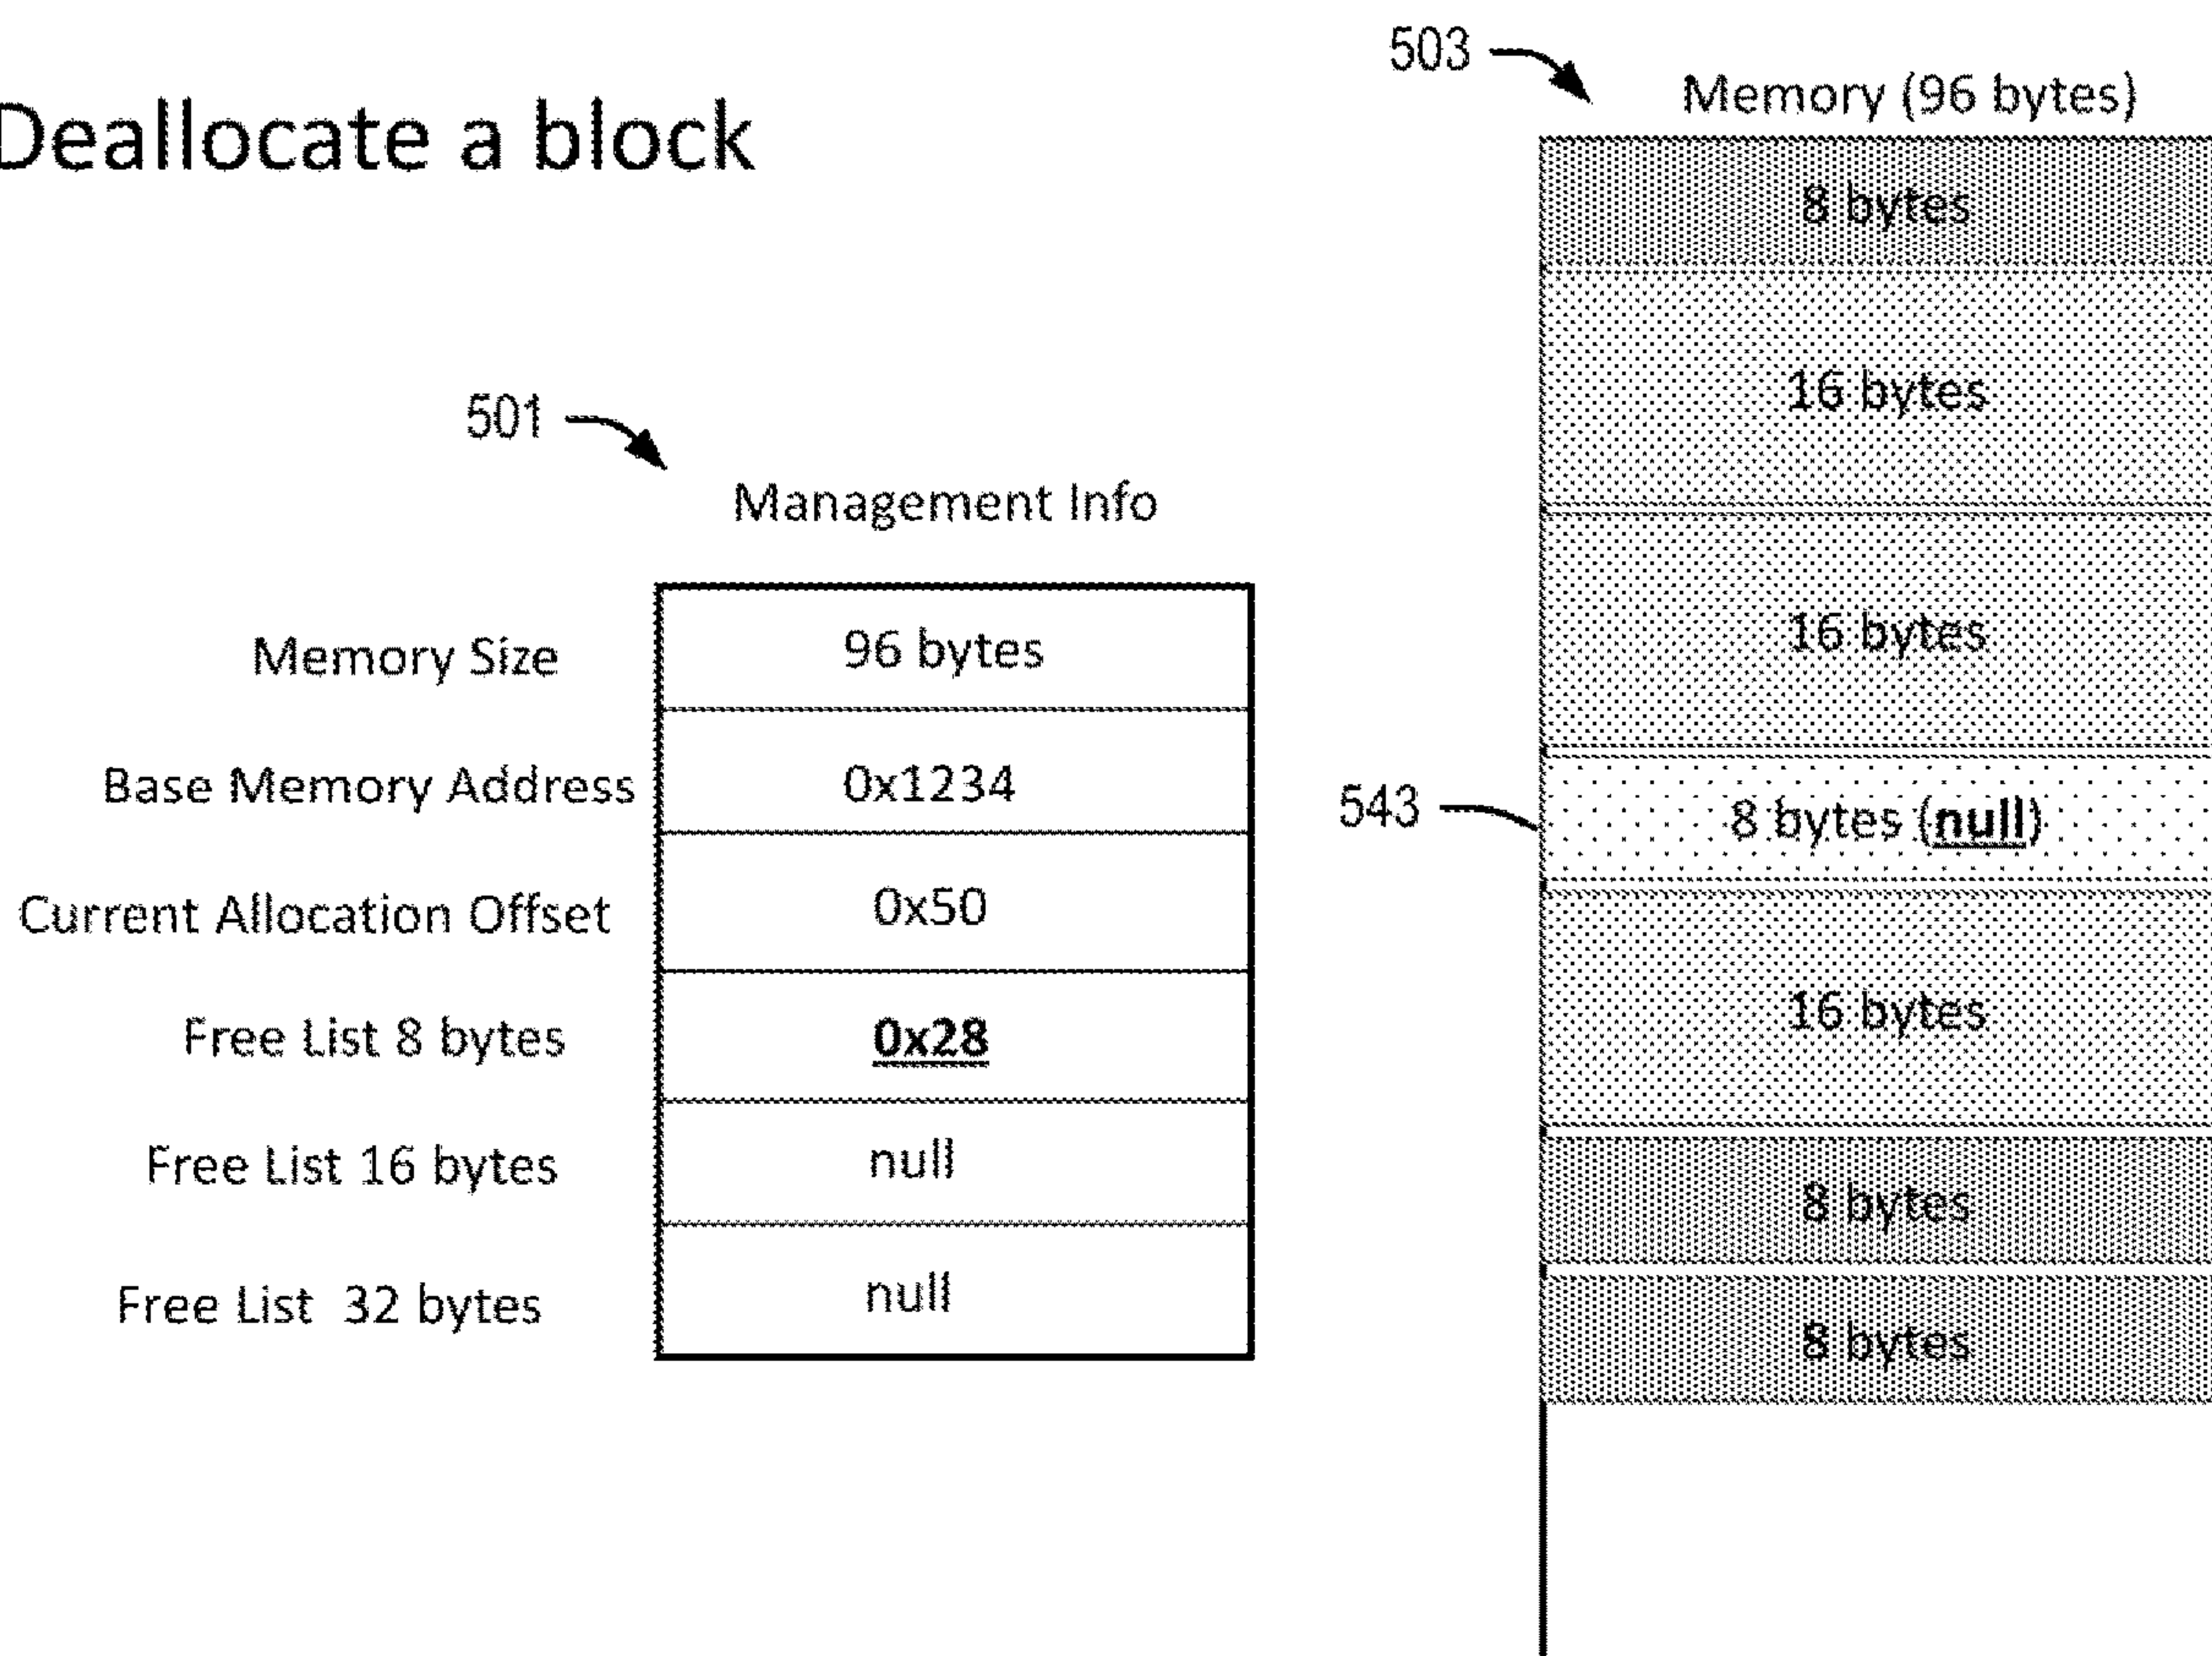 Deallocate a block
503
Memory (96 bytes)
8 bytes
16 bytes
16 bytes
543
8 bytes (null)
16 bytes
8 bytes
8 bytes
501
Management Info
Memory Size 96 bytes
Base Memory Address 0x1234
Current Allocation Offset 0x50
Free List 8 bytes 0x28
Free List 16 bytes null
Free List 32 bytes null